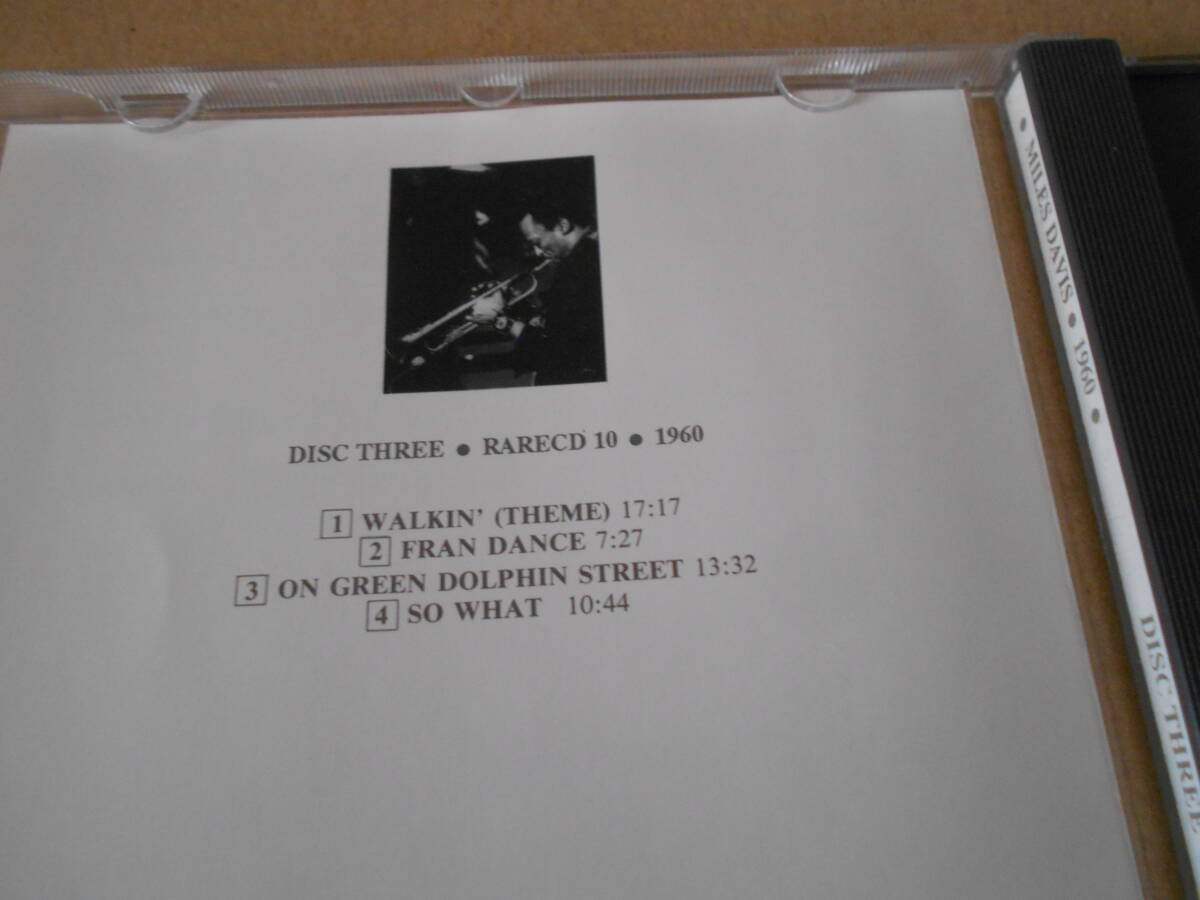 DISC THREE ● RARECD 10 ● 1960
1 WALKIN' (THEME) 17:17
2 FRAN DANCE 7:27
3 ON GREEN DOLPHIN STREET 13:32
4 SO WHAT 10:44
● MILES DAVIS ● 1960 ●
DISC THREE